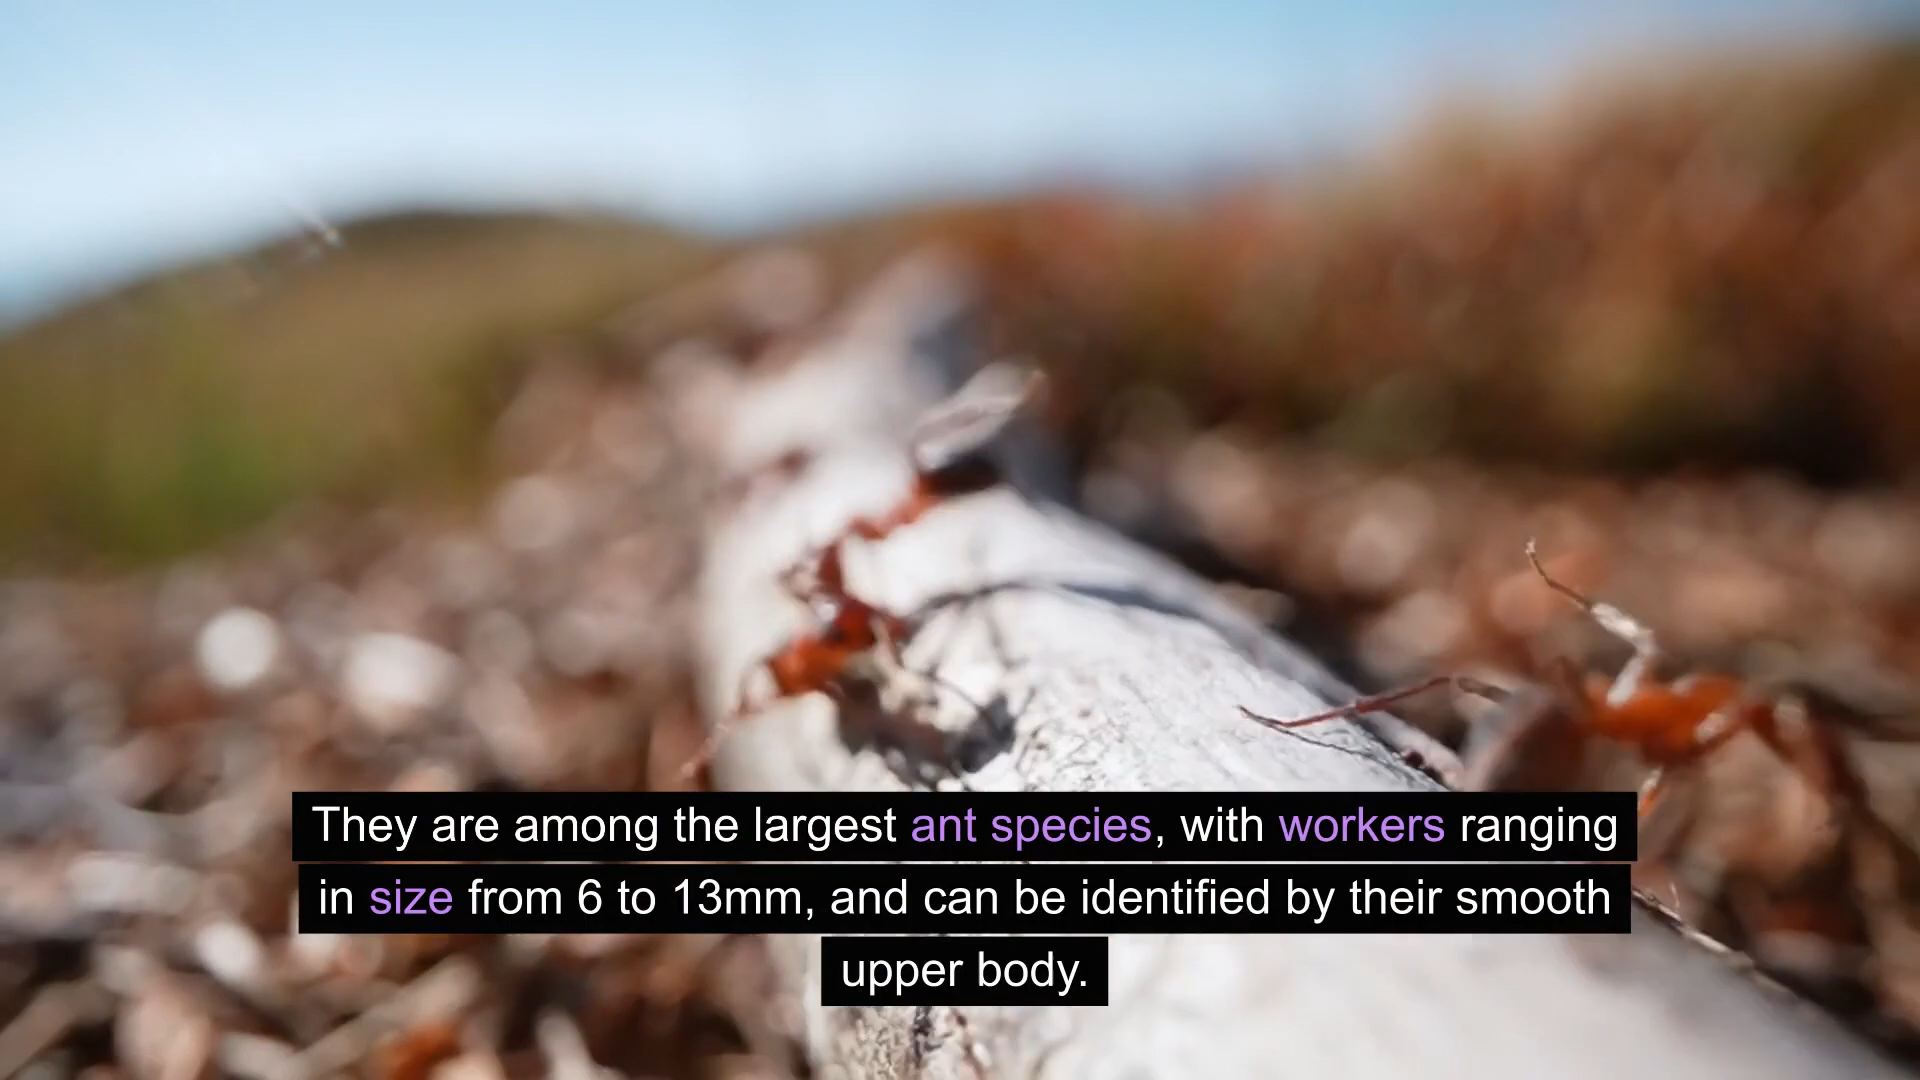 They are among the largest ant species, with workers ranging
in size from 6 to 13mm, and can be identified by their smooth
upper body.